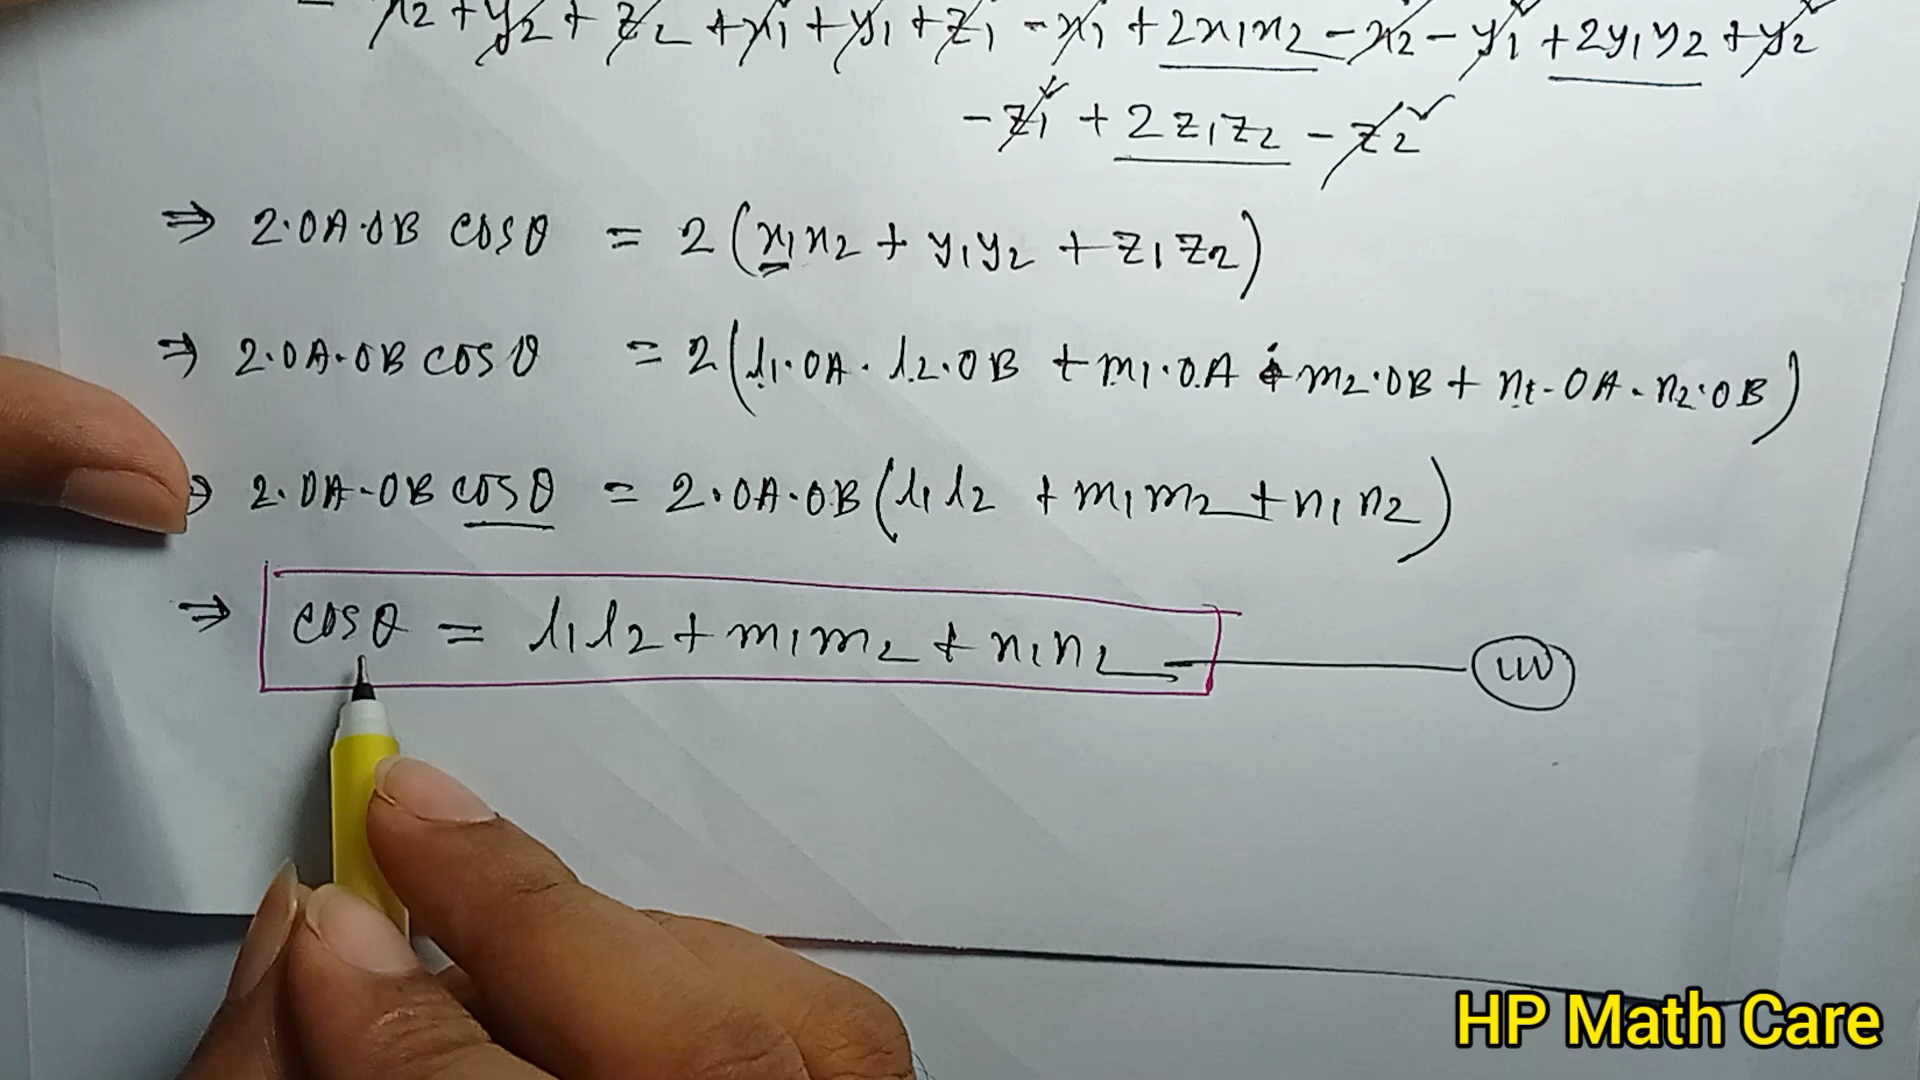 x2 + y2 + z2 + x1 + y1 + z1 - x1 + 2x1x2 - x2 - y1 + 2y1y2 + y2
- z1 + 2z1z2 - z2
⇒ 2·OA·OB cosθ = 2(x1x2 + y1y2 + z1z2)
⇒ 2·OA·OB cosθ = 2(l1·OA·l2·OB + m1·OA·m2·OB + n1·OA·n2·OB)
⇒ 2·OA·OB cosθ = 2·OA·OB(l1l2 + m1m2 + n1n2)
⇒ cosθ = l1l2 + m1m2 + n1n2
HP Math Care